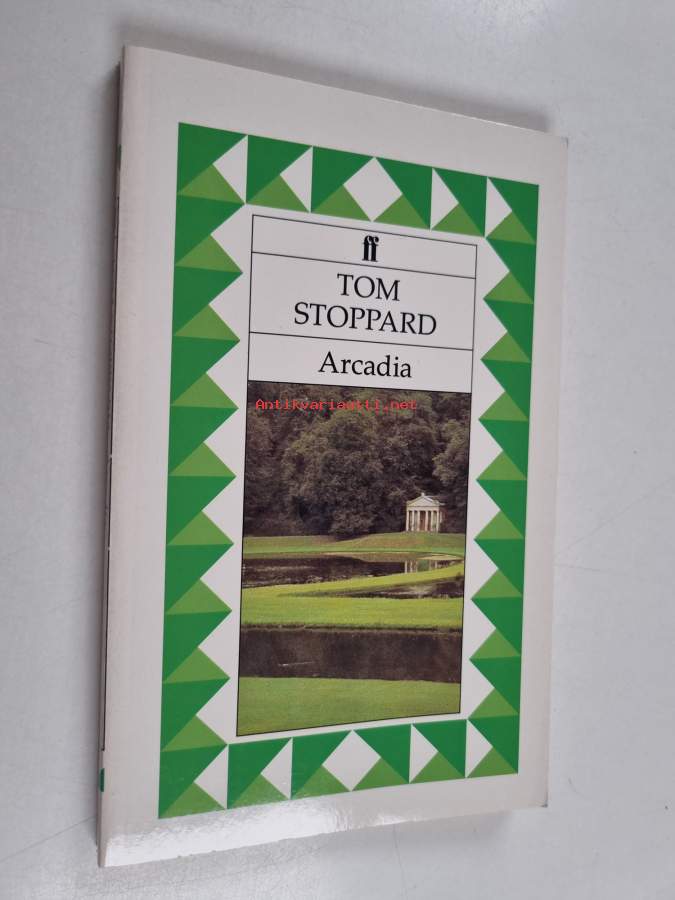 ff
TOM
STOPPARD
Arcadia
Antikvariaatti.net